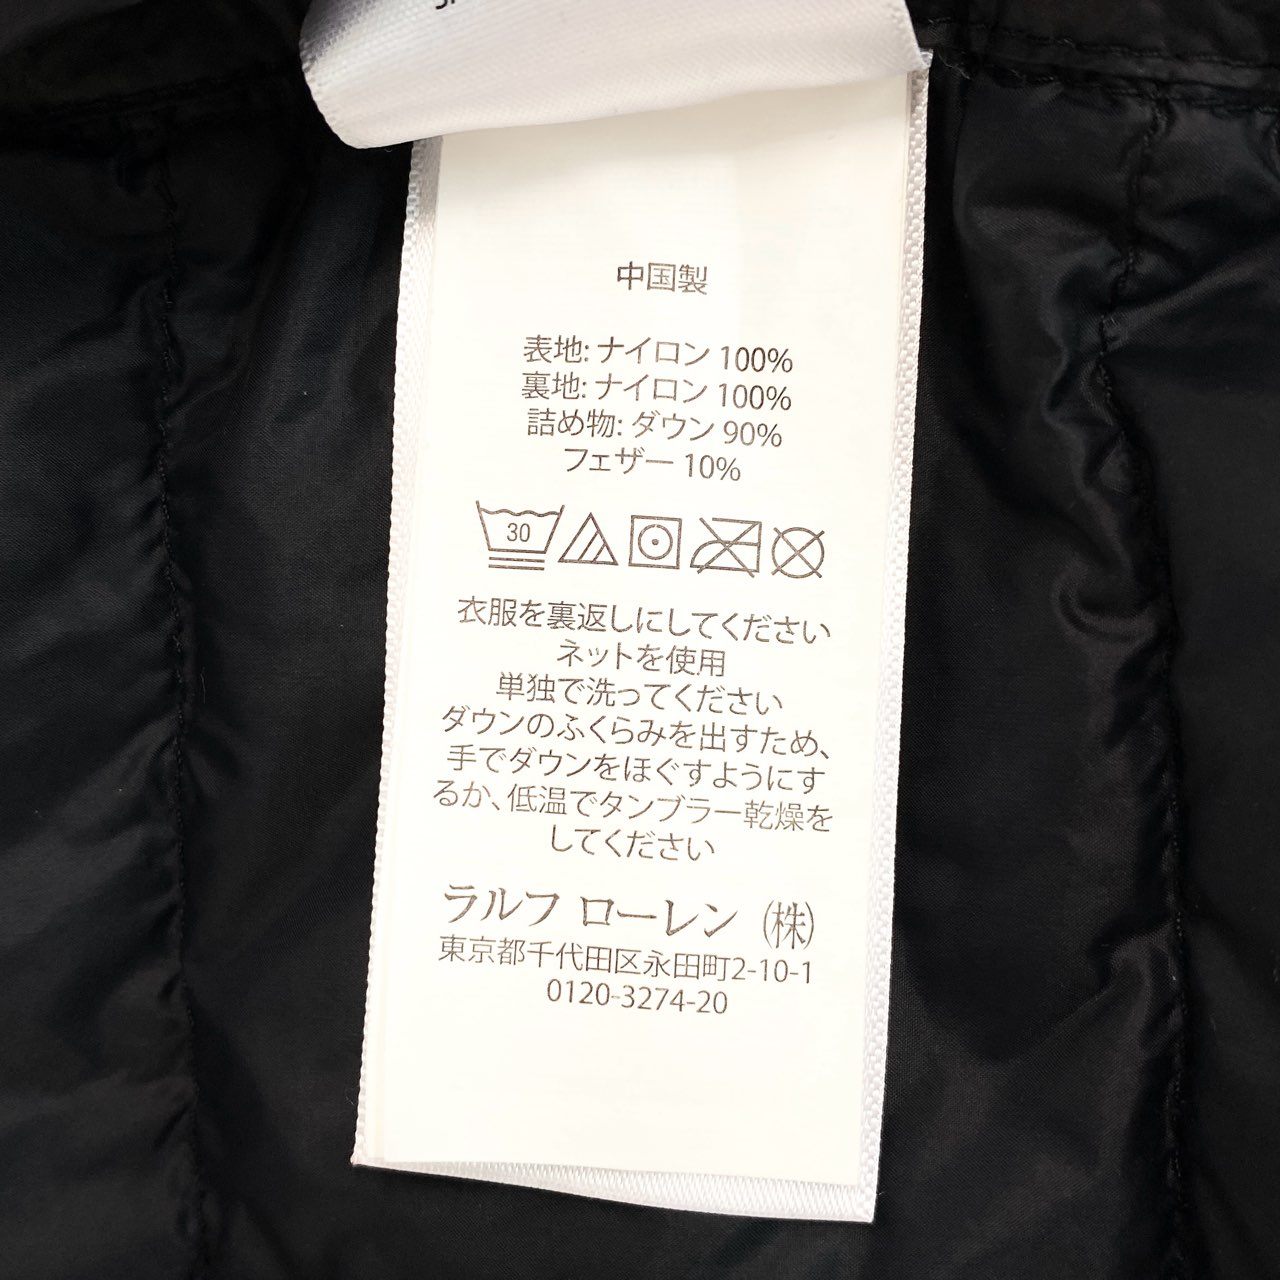 中国製
表地: ナイロン 100%
裏地: ナイロン 100%
詰め物: ダウン 90%
フェザー 10%
30
衣服を裏返しにしてください
ネットを使用
単独で洗ってください
ダウンのふくらみを出すため、
手でダウンをほぐすようにす
るか、低温でタンブラー乾燥を
してください
ラルフ ローレン (株)
東京都千代田区永田町2-10-1
0120-3274-20